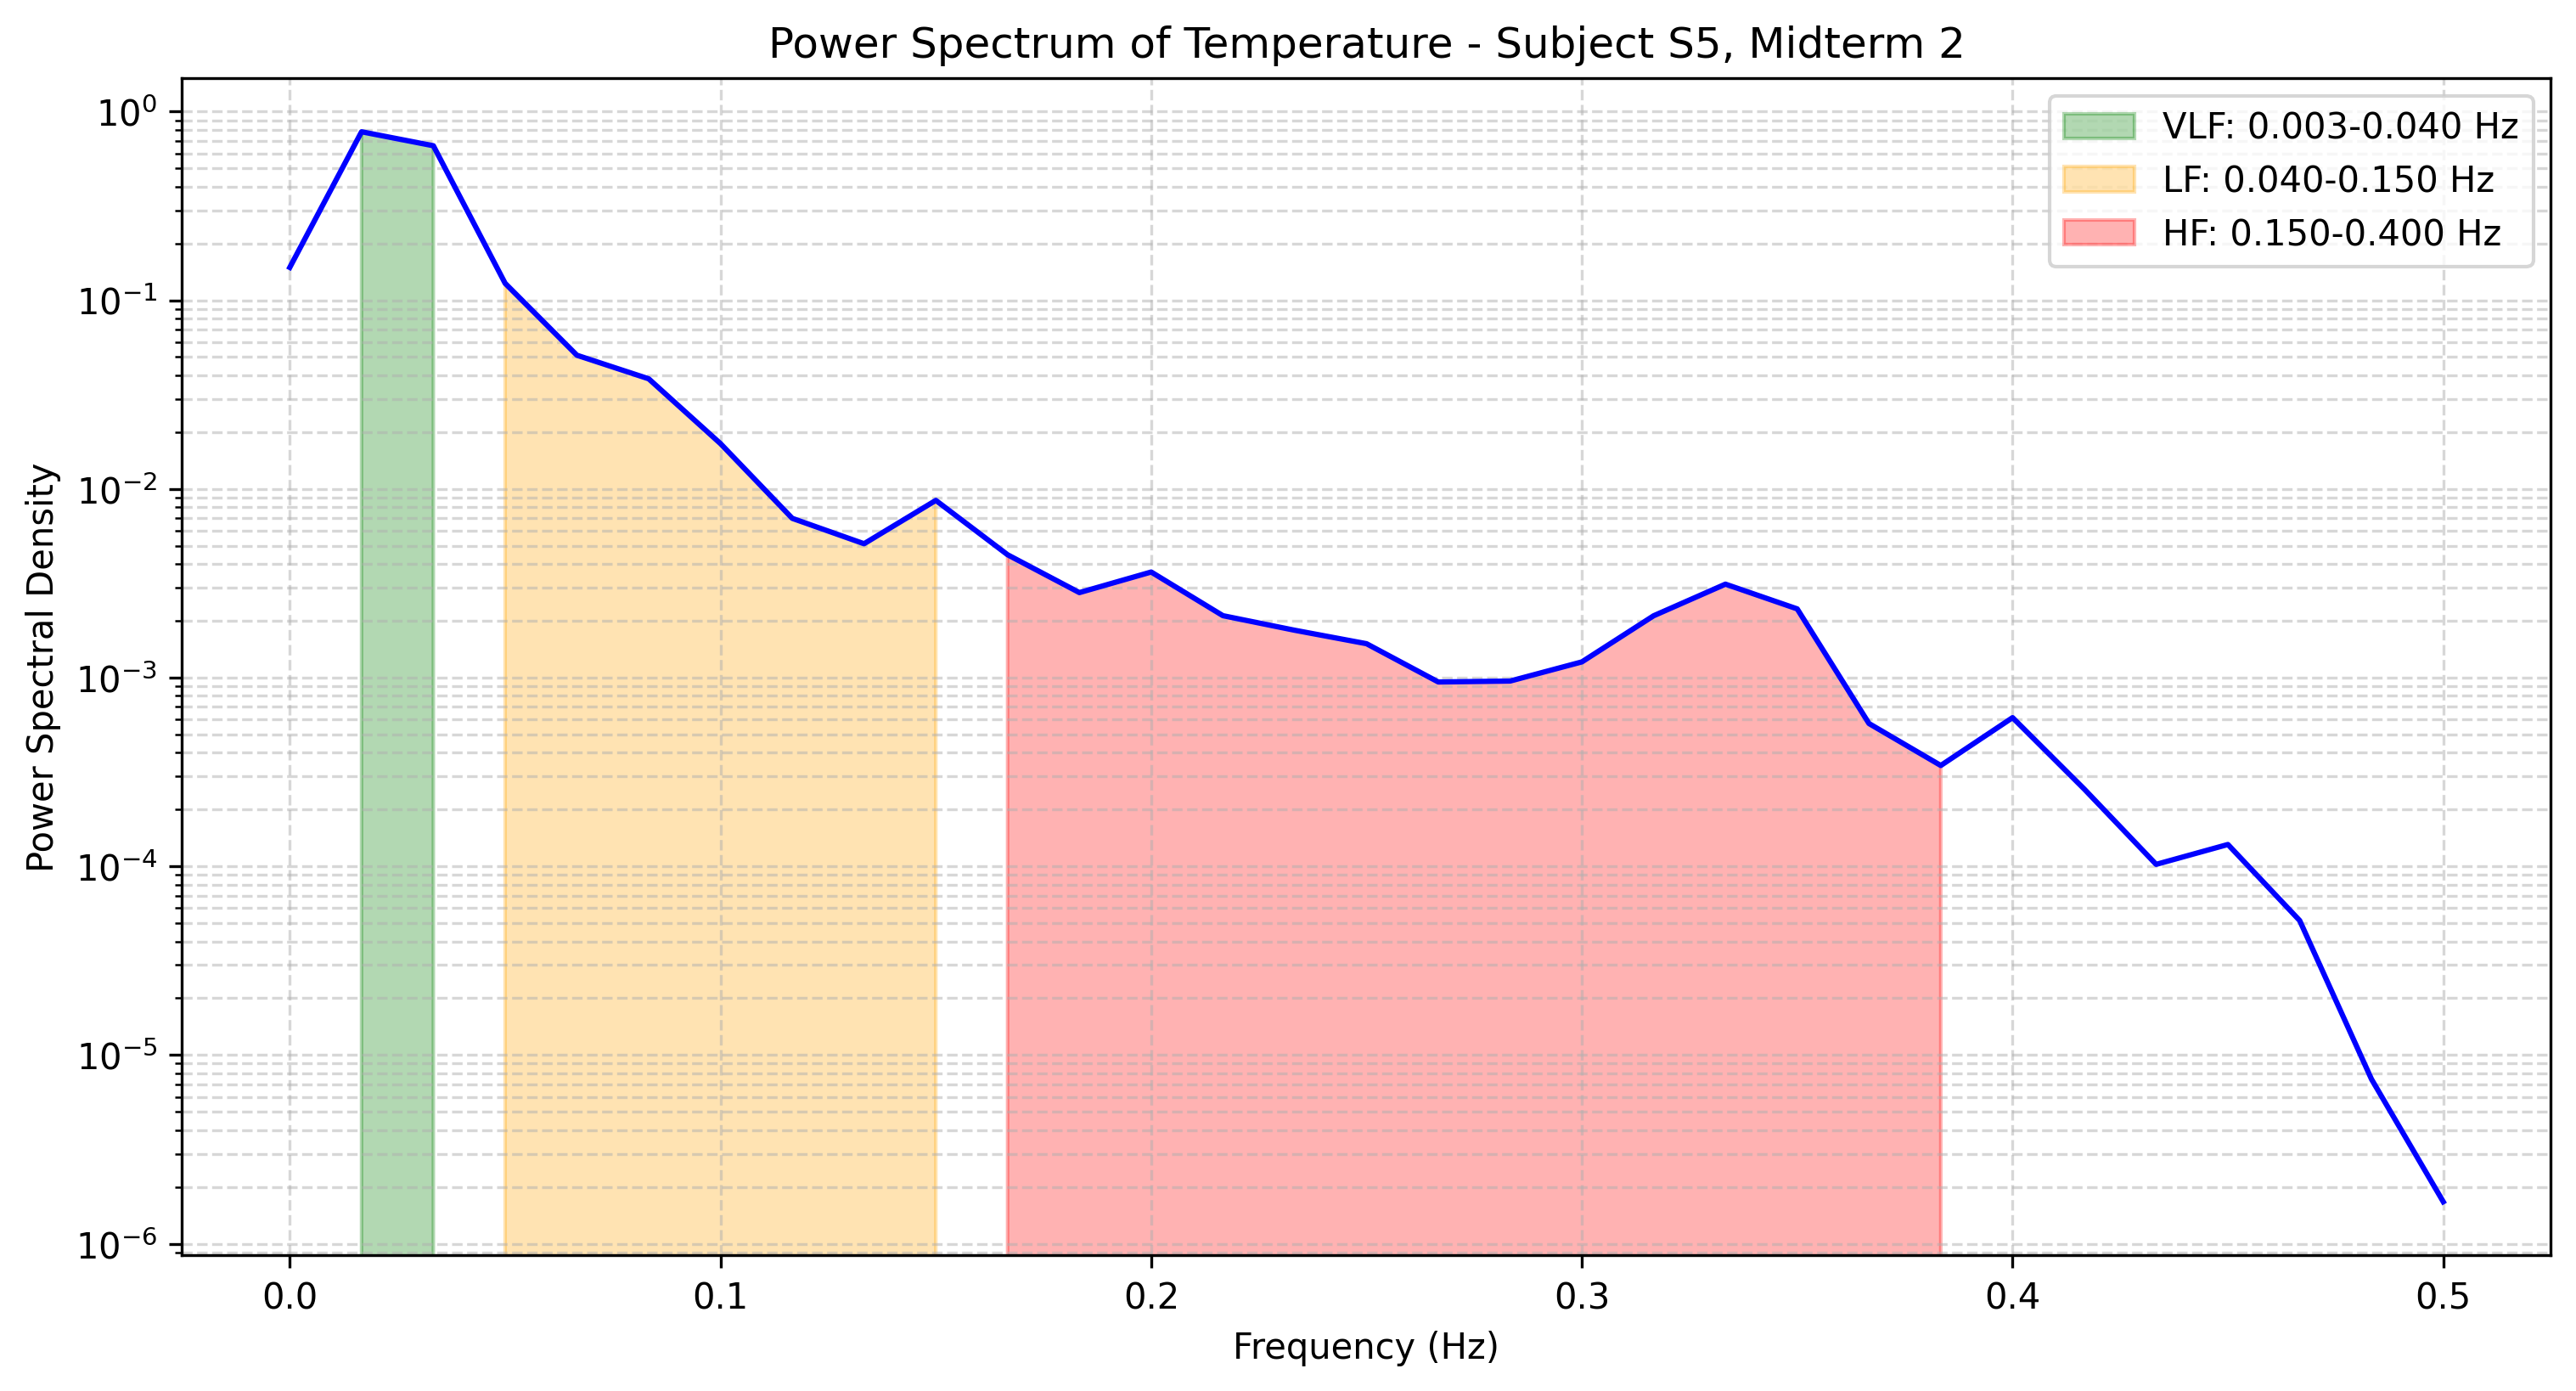 Power Spectrum of Temperature - Subject S5, Midterm 2
VLF: 0.003-0.040 Hz
LF: 0.040-0.150 Hz
HF: 0.150-0.400 Hz
Power Spectral Density
10⁰
10⁻¹
10⁻²
10⁻³
10⁻⁴
10⁻⁵
10⁻⁶
0.0 0.1 0.2 0.3 0.4 0.5
Frequency (Hz)